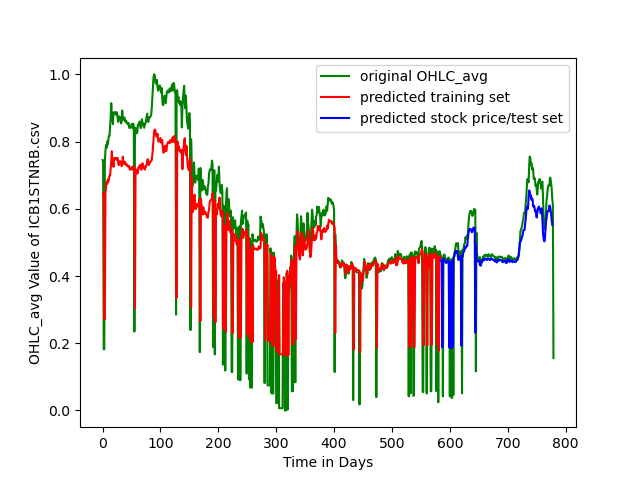 original OHLC_avg
predicted training set
predicted stock price/test set
OHLC_avg Value of ICB1STNRB.csv
1.0
0.8
0.6
0.4
0.2
0.0
0 100 200 300 400 500 600 700 800
Time in Days